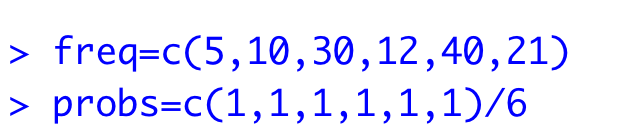 > freq=c(5,10,30,12,40,21)
> probs=c(1,1,1,1,1,1)/6